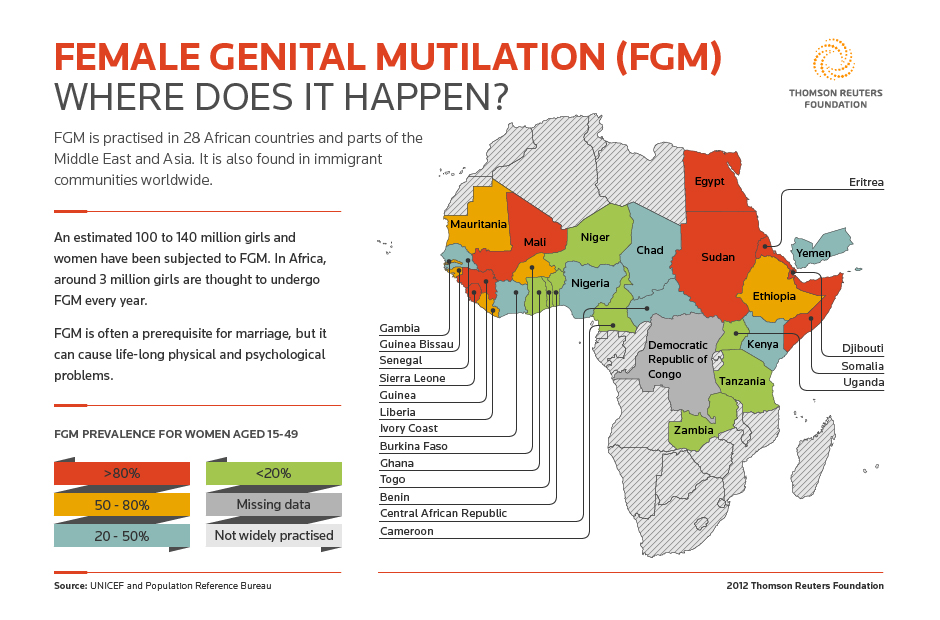 FEMALE GENITAL MUTILATION (FGM)
WHERE DOES IT HAPPEN?
THOMSON REUTERS
FOUNDATION
FGM is practised in 28 African countries and parts of the
Middle East and Asia. It is also found in immigrant
communities worldwide.
An estimated 100 to 140 million girls and
women have been subjected to FGM. In Africa,
around 3 million girls are thought to undergo
FGM every year.
FGM is often a prerequisite for marriage, but it
can cause life-long physical and psychological
problems.
FGM PREVALENCE FOR WOMEN AGED 15-49
>80%
50 - 80%
20 - 50%
<20%
Missing data
Not widely practised
Egypt
Eritrea
Mauritania
Mali
Niger
Chad
Sudan
Yemen
Nigeria
Ethiopia
Democratic
Republic of
Congo
Kenya
Tanzania
Zambia
Djibouti
Somalia
Uganda
Gambia
Guinea Bissau
Senegal
Sierra Leone
Guinea
Liberia
Ivory Coast
Burkina Faso
Ghana
Togo
Benin
Central African Republic
Cameroon
Source: UNICEF and Population Reference Bureau
2012 Thomson Reuters Foundation